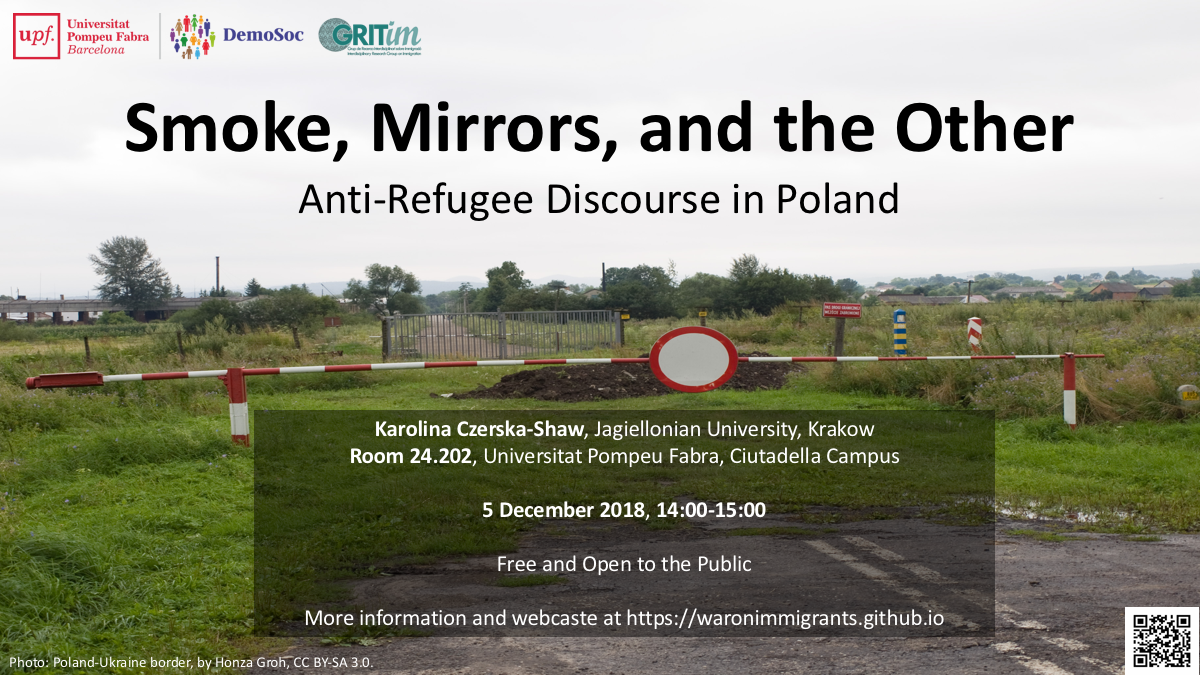 upf.
Universitat
Pompeu Fabra
Barcelona
DemoSoc
GRITim
Smoke, Mirrors, and the Other
Anti-Refugee Discourse in Poland
Karolina Czerska-Shaw, Jagiellonian University, Krakow
Room 24.202, Universitat Pompeu Fabra, Ciutadella Campus
5 December 2018, 14:00-15:00
Free and Open to the Public
More information and webcaste at https://waronimmigrants.github.io
Photo: Poland-Ukraine border, by Honza Groh, CC BY-SA 3.0.